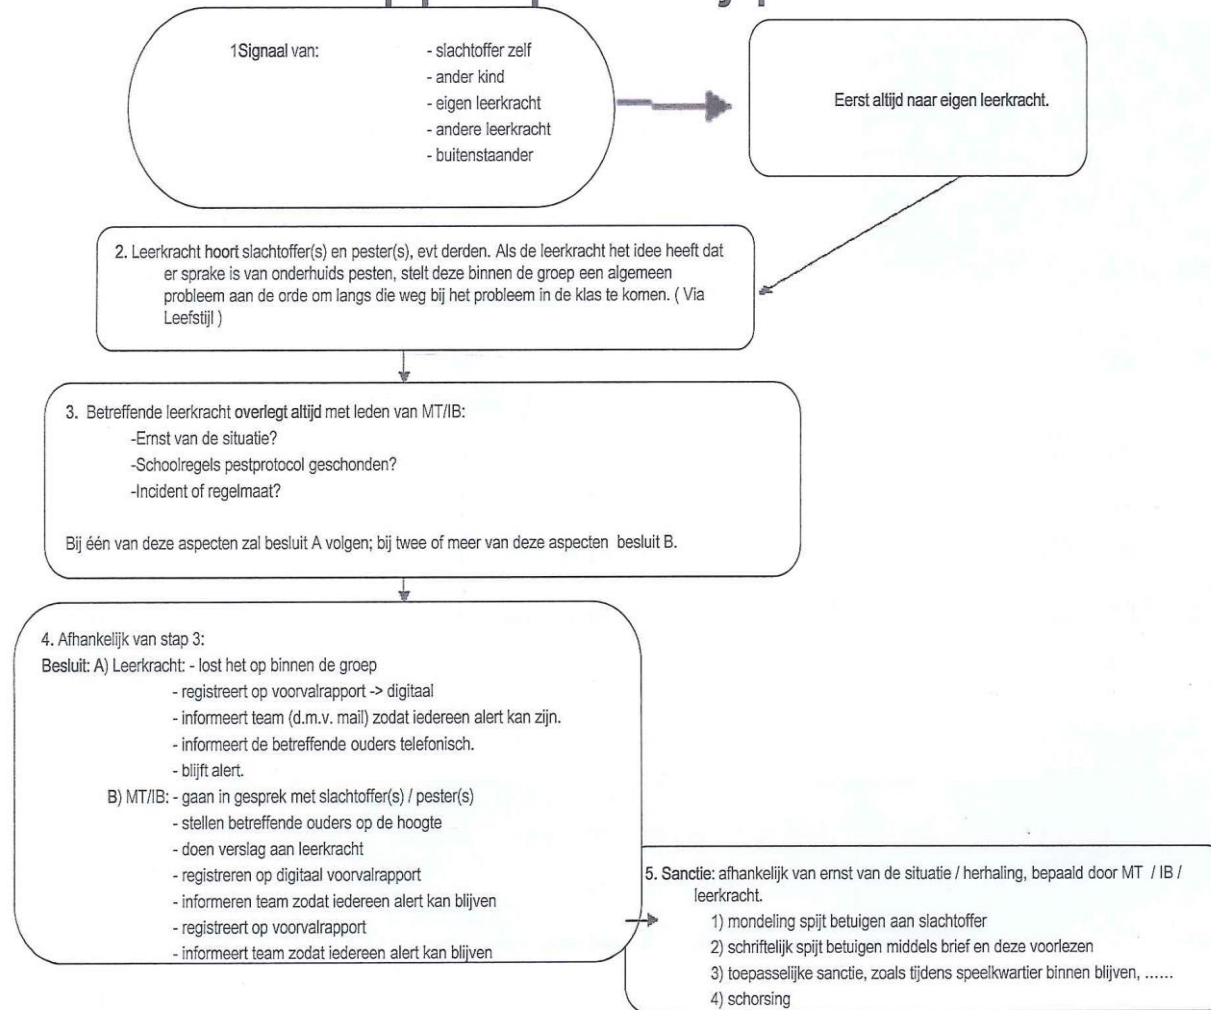 1Signaal van:
- slachtoffer zelf
- ander kind
- eigen leerkracht
- andere leerkracht
- buitenstaander
Eerst altijd naar eigen leerkracht.
2. Leerkracht hoort slachtoffer(s) en pester(s), evt derden. Als de leerkracht het idee heeft dat
er sprake is van onderhuids pesten, stelt deze binnen de groep een algemeen
probleem aan de orde om langs die weg bij het probleem in de klas te komen. ( Via
Leefstijl )
3. Betreffende leerkracht overlegt altijd met leden van MT/IB:
-Ernst van de situatie?
-Schoolregels pestprotocol geschonden?
-Incident of regelmaat?
Bij één van deze aspecten zal besluit A volgen; bij twee of meer van deze aspecten besluit B.
4. Afhankelijk van stap 3:
Besluit: A) Leerkracht: - lost het op binnen de groep
- registreert op voorvalrapport -> digitaal
- informeert team (d.m.v. mail) zodat iedereen alert kan zijn.
- informeert de betreffende ouders telefonisch.
- blijft alert.
B) MT/IB: - gaan in gesprek met slachtoffer(s) / pester(s)
- stellen betreffende ouders op de hoogte
- doen verslag aan leerkracht
- registreren op digitaal voorvalrapport
- informeren team zodat iedereen alert kan blijven
- registreert op voorvalrapport
- informeert team zodat iedereen alert kan blijven
5. Sanctie: afhankelijk van ernst van de situatie / herhaling, bepaald door MT / IB /
leerkracht.
1) mondeling spijt betuigen aan slachtoffer
2) schriftelijk spijt betuigen middels brief en deze voorlezen
3) toepasselijke sanctie, zoals tijdens speelkwartier binnen blijven, ......
4) schorsing